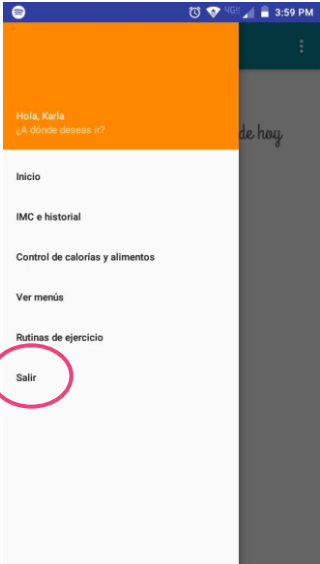 3:59 PM
Hola, Karla
¿A dónde deseas ir?
de hoy
Inicio
IMC e historial
Control de calorías y alimentos
Ver menús
Rutinas de ejercicio
Salir